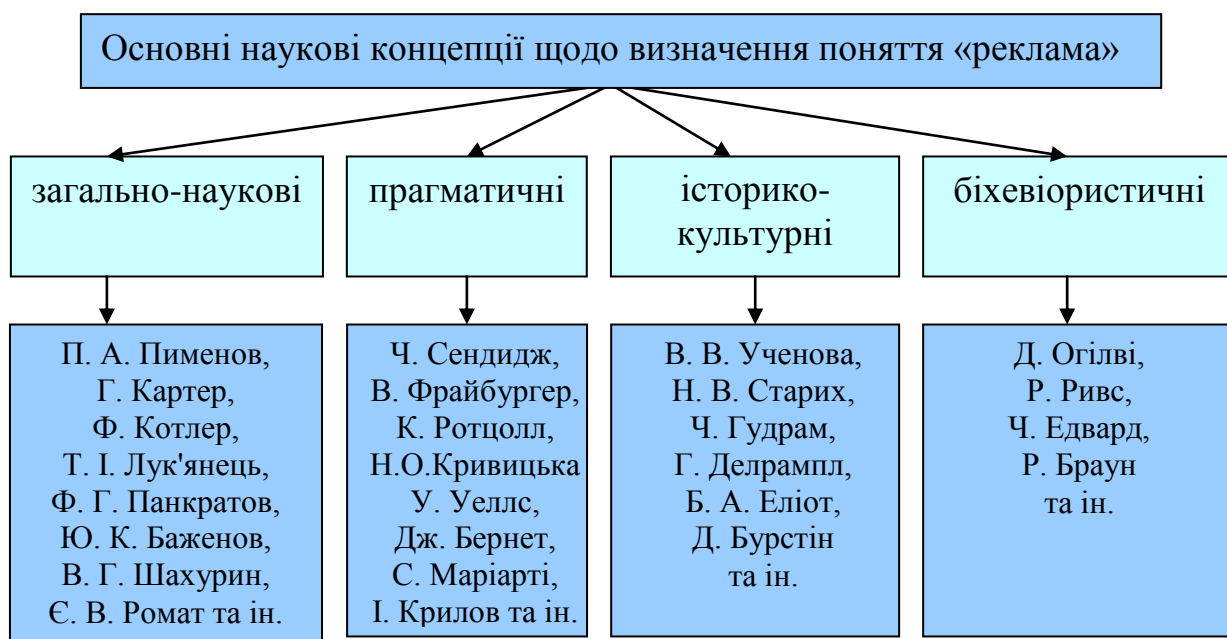 Основні наукові концепції щодо визначення поняття «реклама»
загально-наукові
прагматичні
історико-
культурні
біхевіористичні
П. А. Пименов,
Г. Картер,
Ф. Котлер,
Т. І. Лук'янець,
Ф. Г. Панкратов,
Ю. К. Баженов,
В. Г. Шахурин,
Є. В. Ромат та ін.
Ч. Сендидж,
В. Фрайбургер,
К. Ротцолл,
Н.О.Кривицька
У. Уеллс,
Дж. Бернет,
С. Маріарті,
І. Крилов та ін.
В. В. Ученова,
Н. В. Старих,
Ч. Гудрам,
Г. Делрампл,
Б. А. Еліот,
Д. Бурстін
та ін.
Д. Огілві,
Р. Ривс,
Ч. Едвард,
Р. Браун
та ін.